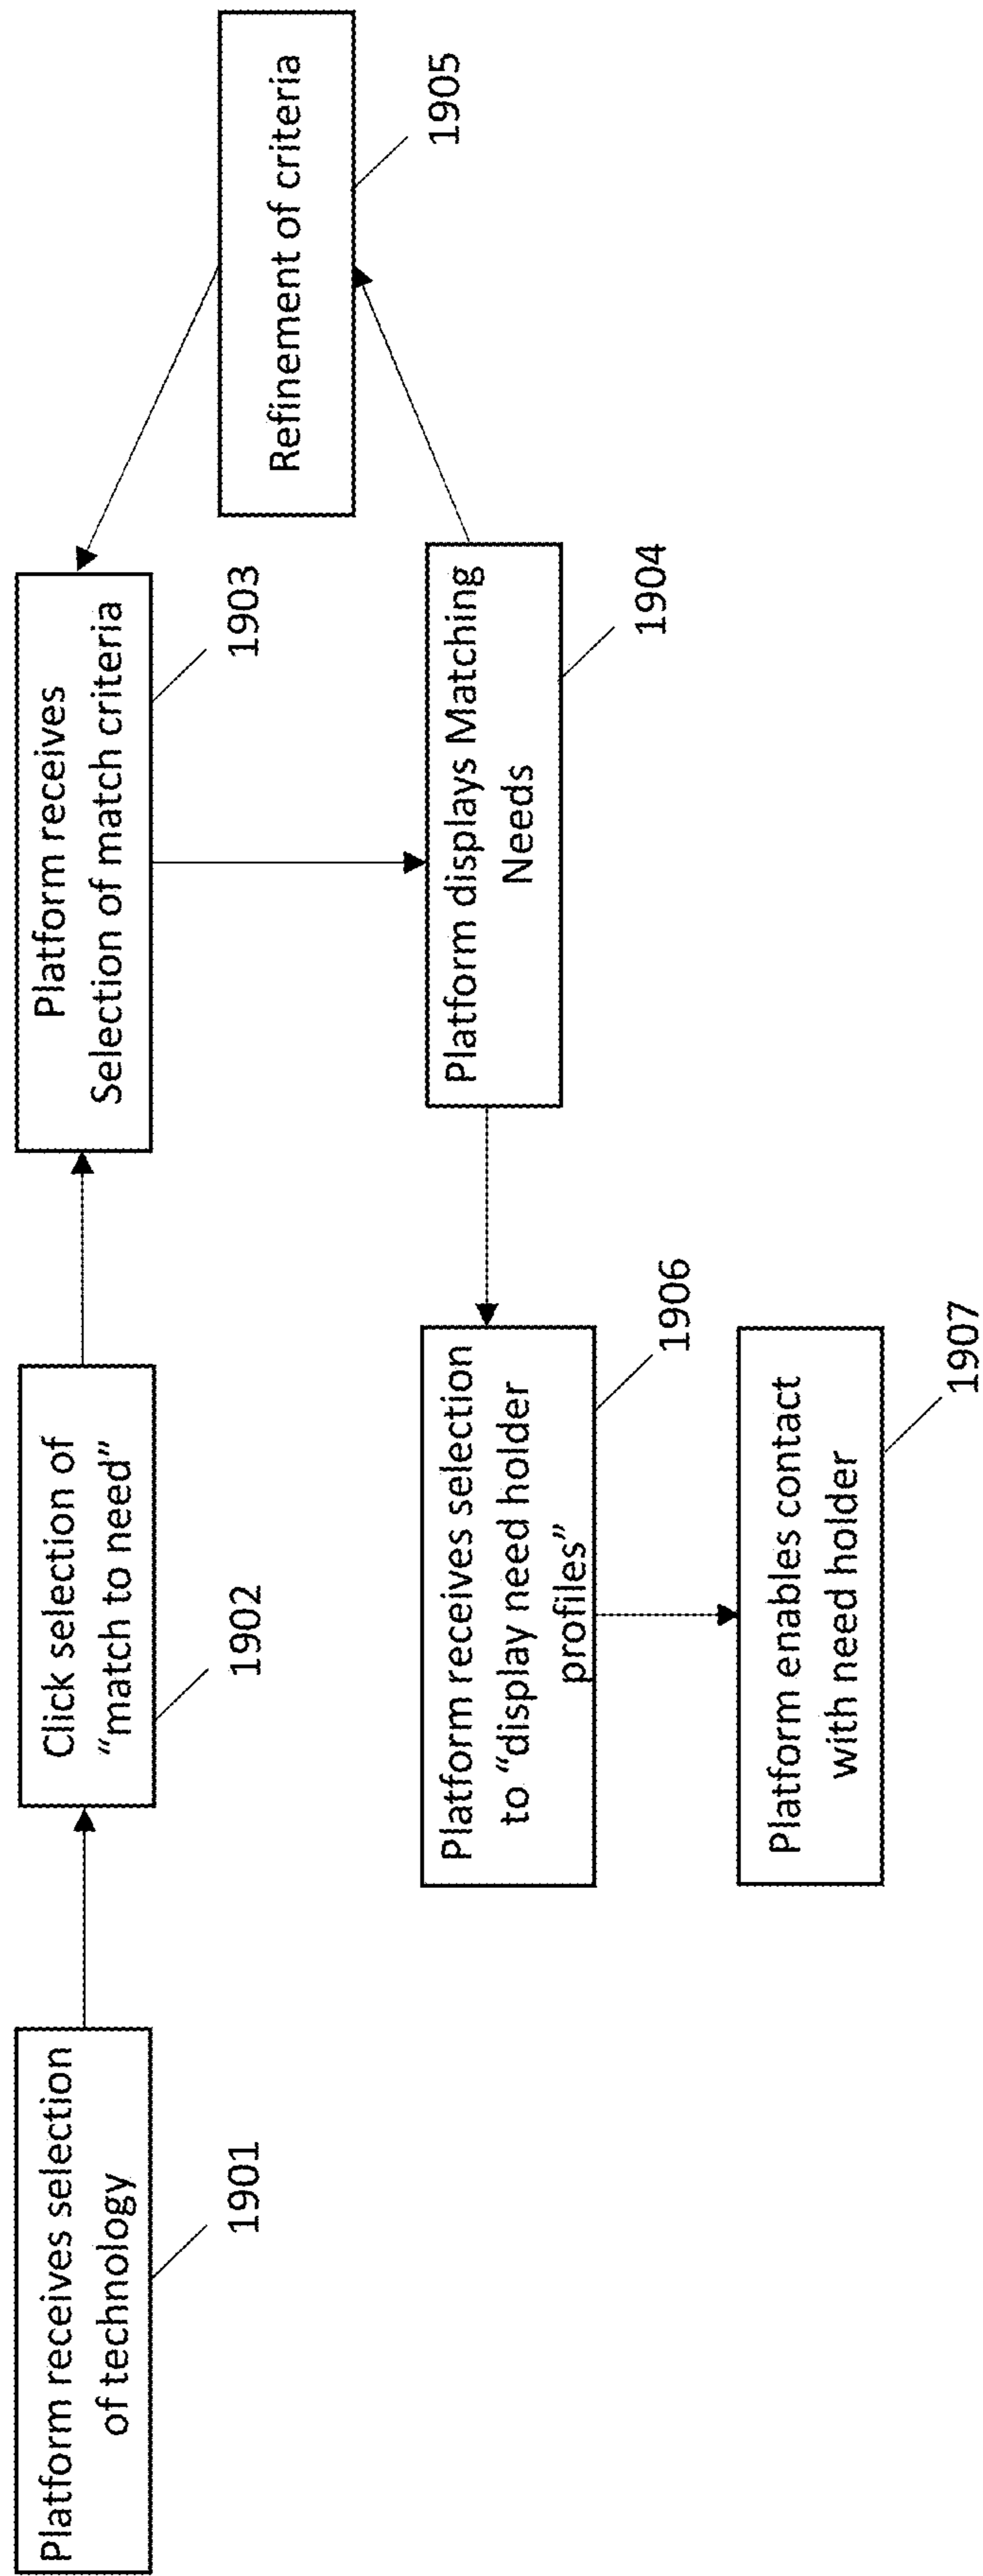 Platform receives selection
of technology
1901
Click selection of
“match to need”
1902
Platform receives
Selection of match criteria
1903
Platform displays Matching
Needs
1904
Refinement of criteria
1905
Platform receives selection
to “display need holder
profiles”
1906
Platform enables contact
with need holder
1907